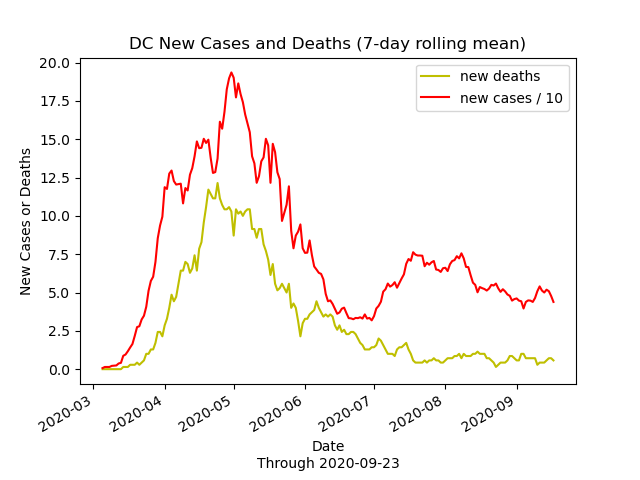 DC New Cases and Deaths (7-day rolling mean)
new deaths
new cases / 10
20.0
17.5
15.0
12.5
10.0
7.5
5.0
2.5
0.0
New Cases or Deaths
2020-03
2020-04
2020-05
2020-06
2020-07
2020-08
2020-09
Date
Through 2020-09-23